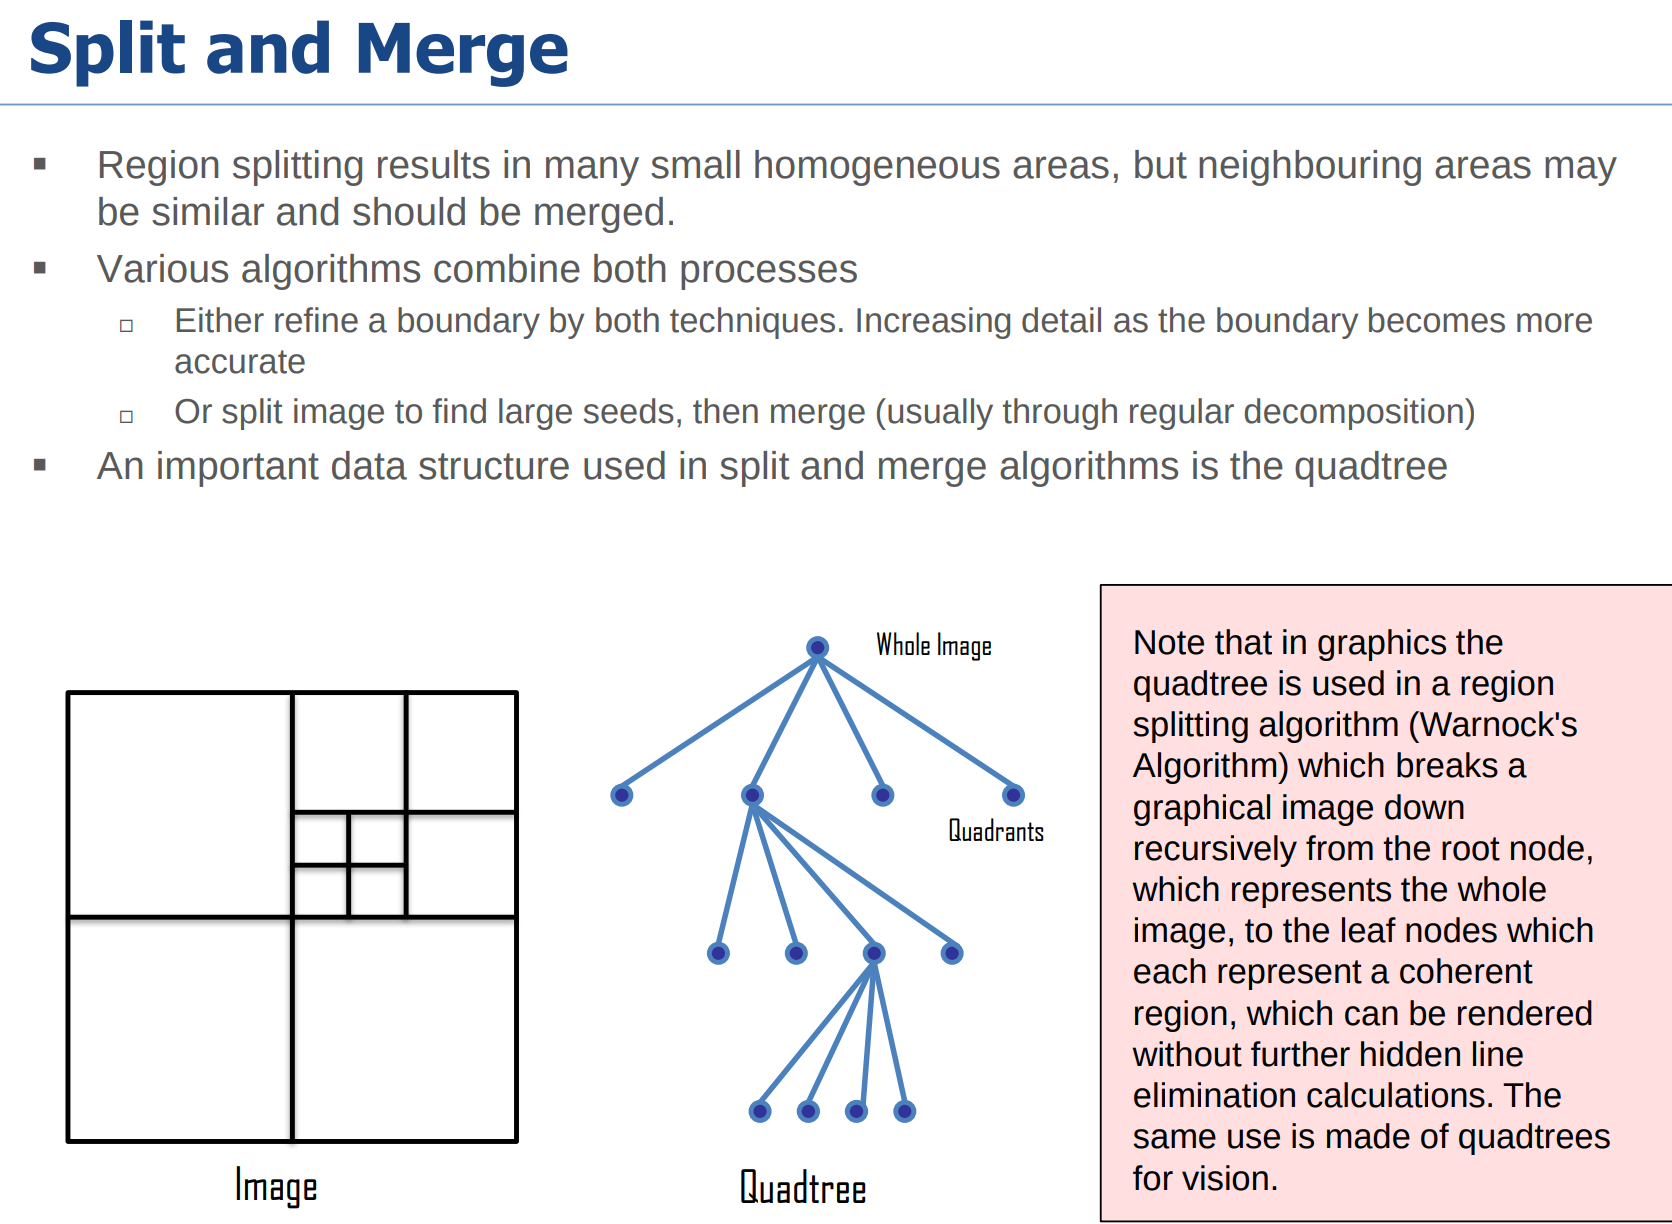 Split and Merge
Region splitting results in many small homogeneous areas, but neighbouring areas may
be similar and should be merged.
Various algorithms combine both processes
Either refine a boundary by both techniques. Increasing detail as the boundary becomes more
accurate
Or split image to find large seeds, then merge (usually through regular decomposition)
An important data structure used in split and merge algorithms is the quadtree
Image
Whole Image
Quadrants
Quadtree
Note that in graphics the
quadtree is used in a region
splitting algorithm (Warnock's
Algorithm) which breaks a
graphical image down
recursively from the root node,
which represents the whole
image, to the leaf nodes which
each represent a coherent
region, which can be rendered
without further hidden line
elimination calculations. The
same use is made of quadtrees
for vision.